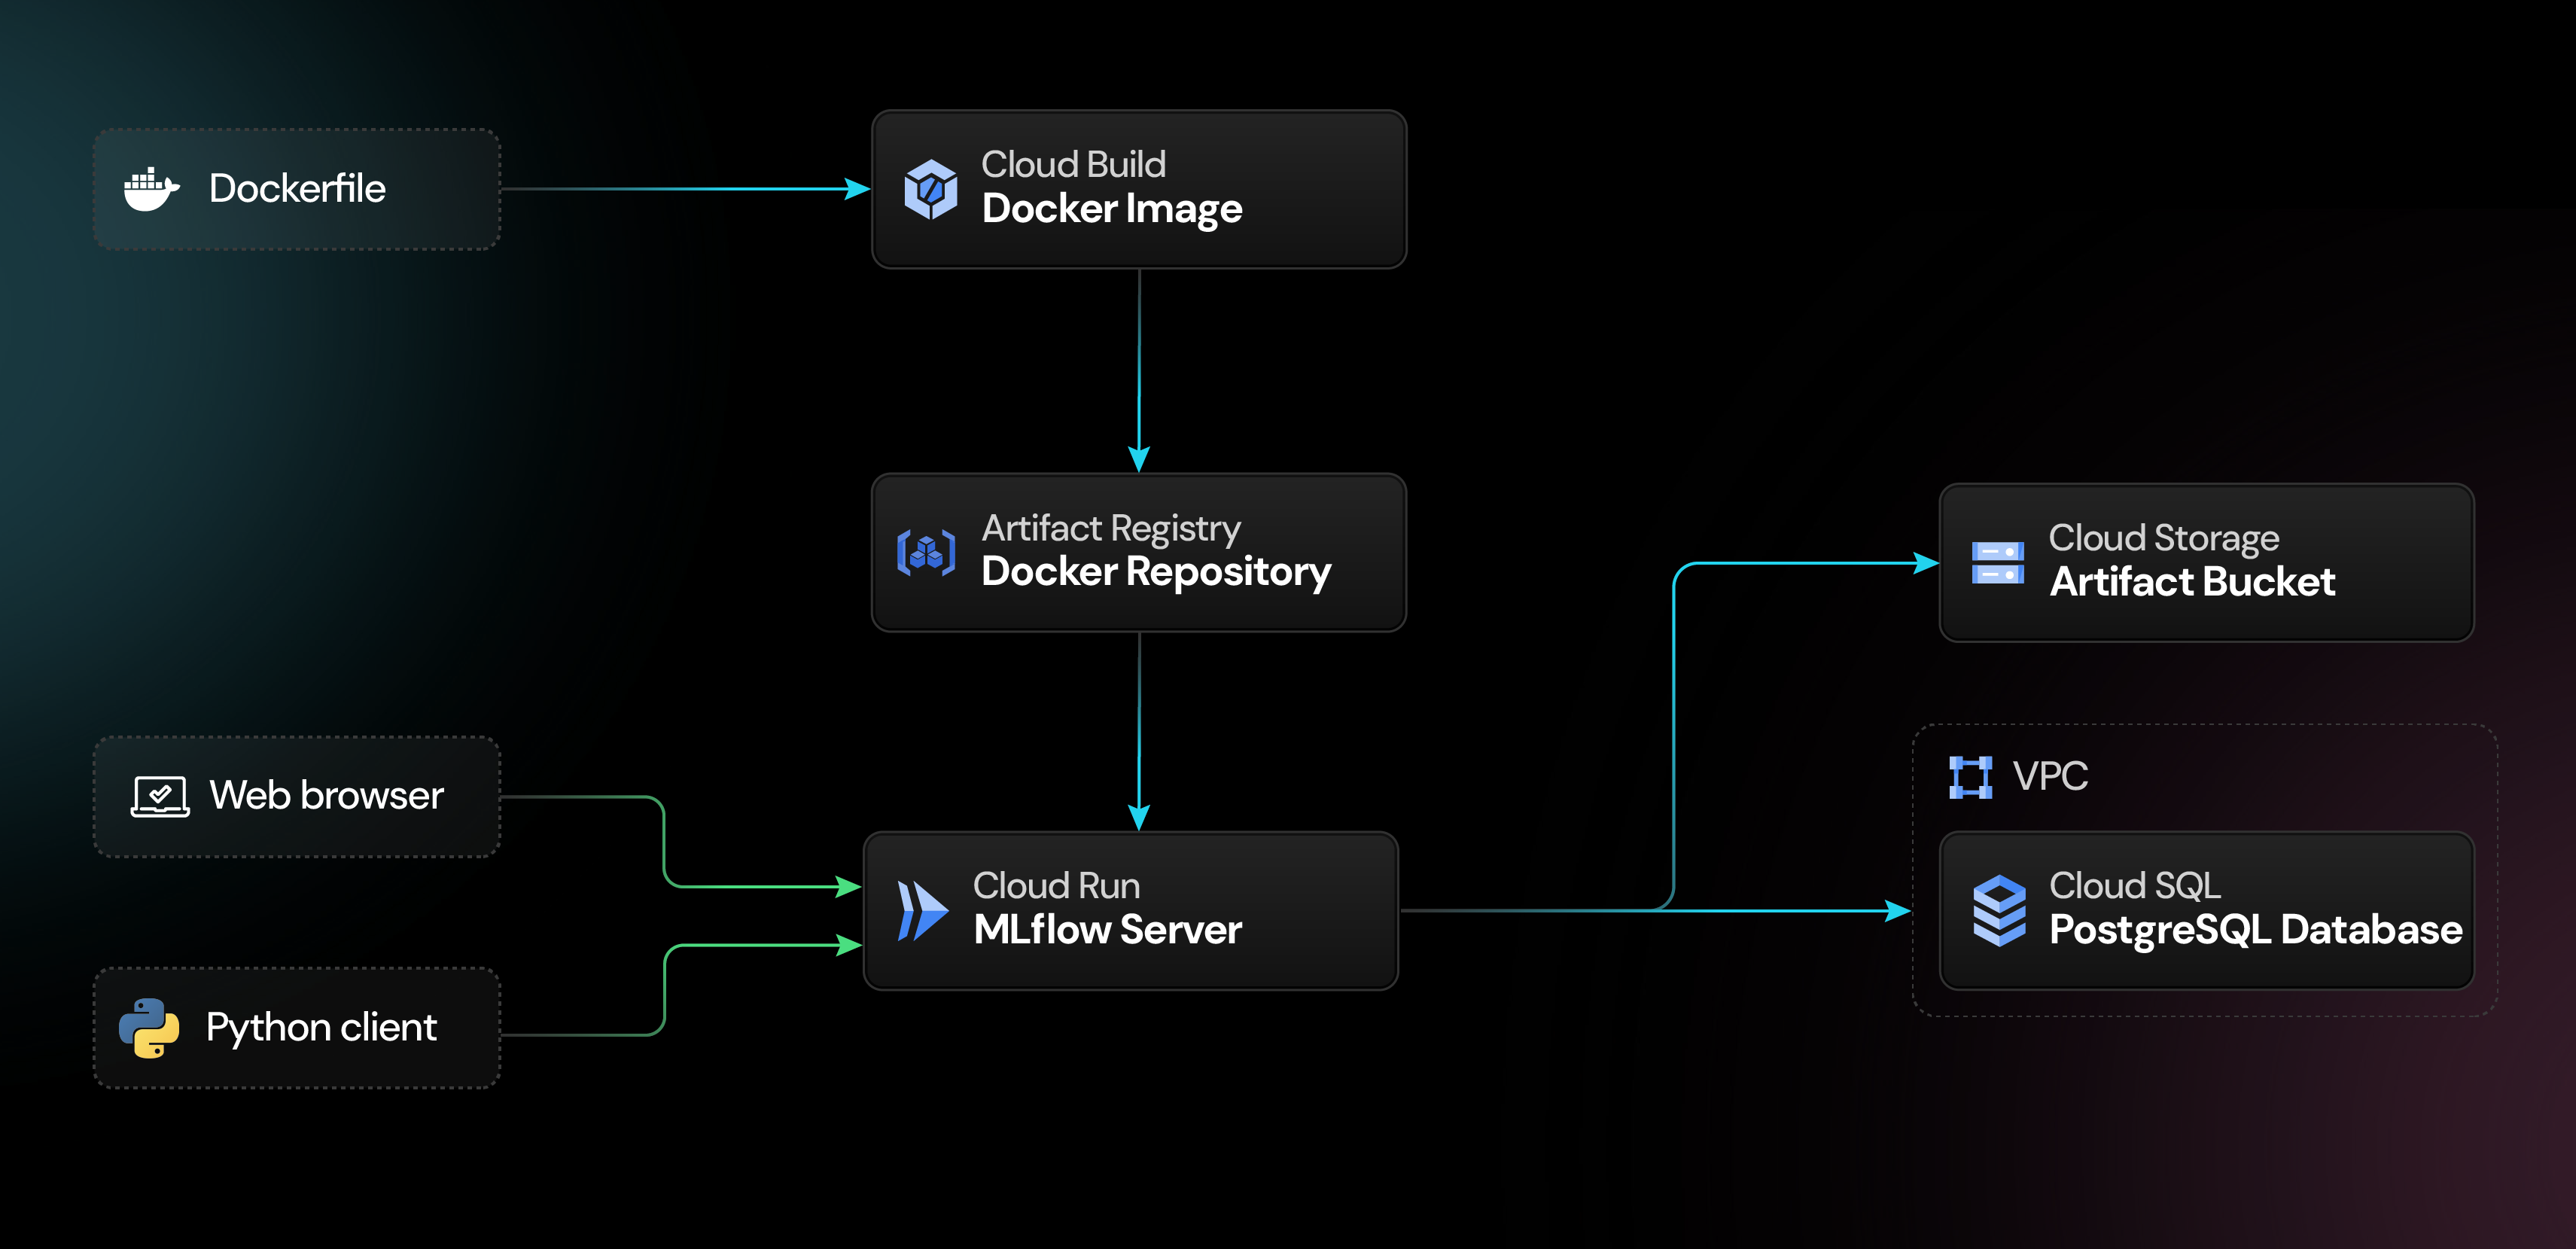 Dockerfile
Cloud Build
Docker Image
Artifact Registry
Docker Repository
Cloud Storage
Artifact Bucket
Web browser
VPC
Cloud Run
MLflow Server
Cloud SQL
PostgreSQL Database
Python client